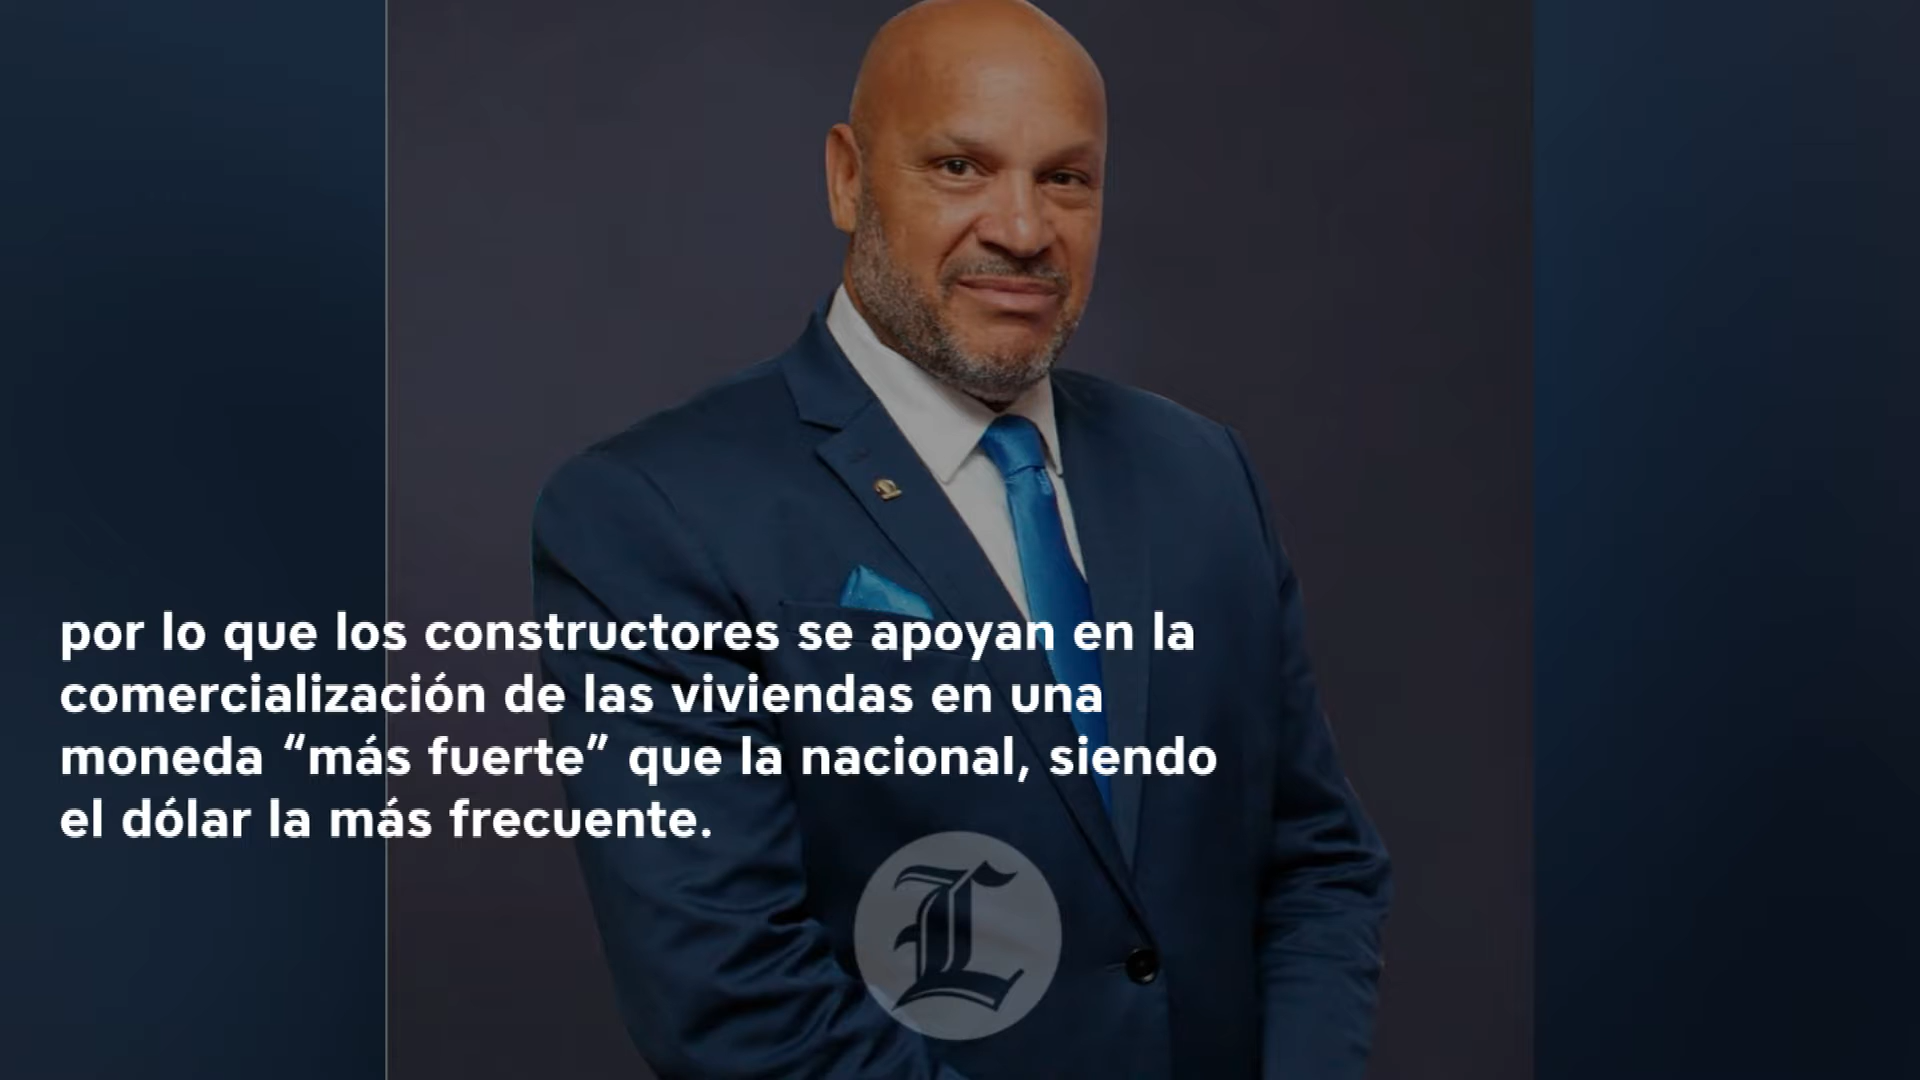 por lo que los constructores se apoyan en la
comercialización de las viviendas en una
moneda “más fuerte” que la nacional, siendo
el dólar la más frecuente.
L